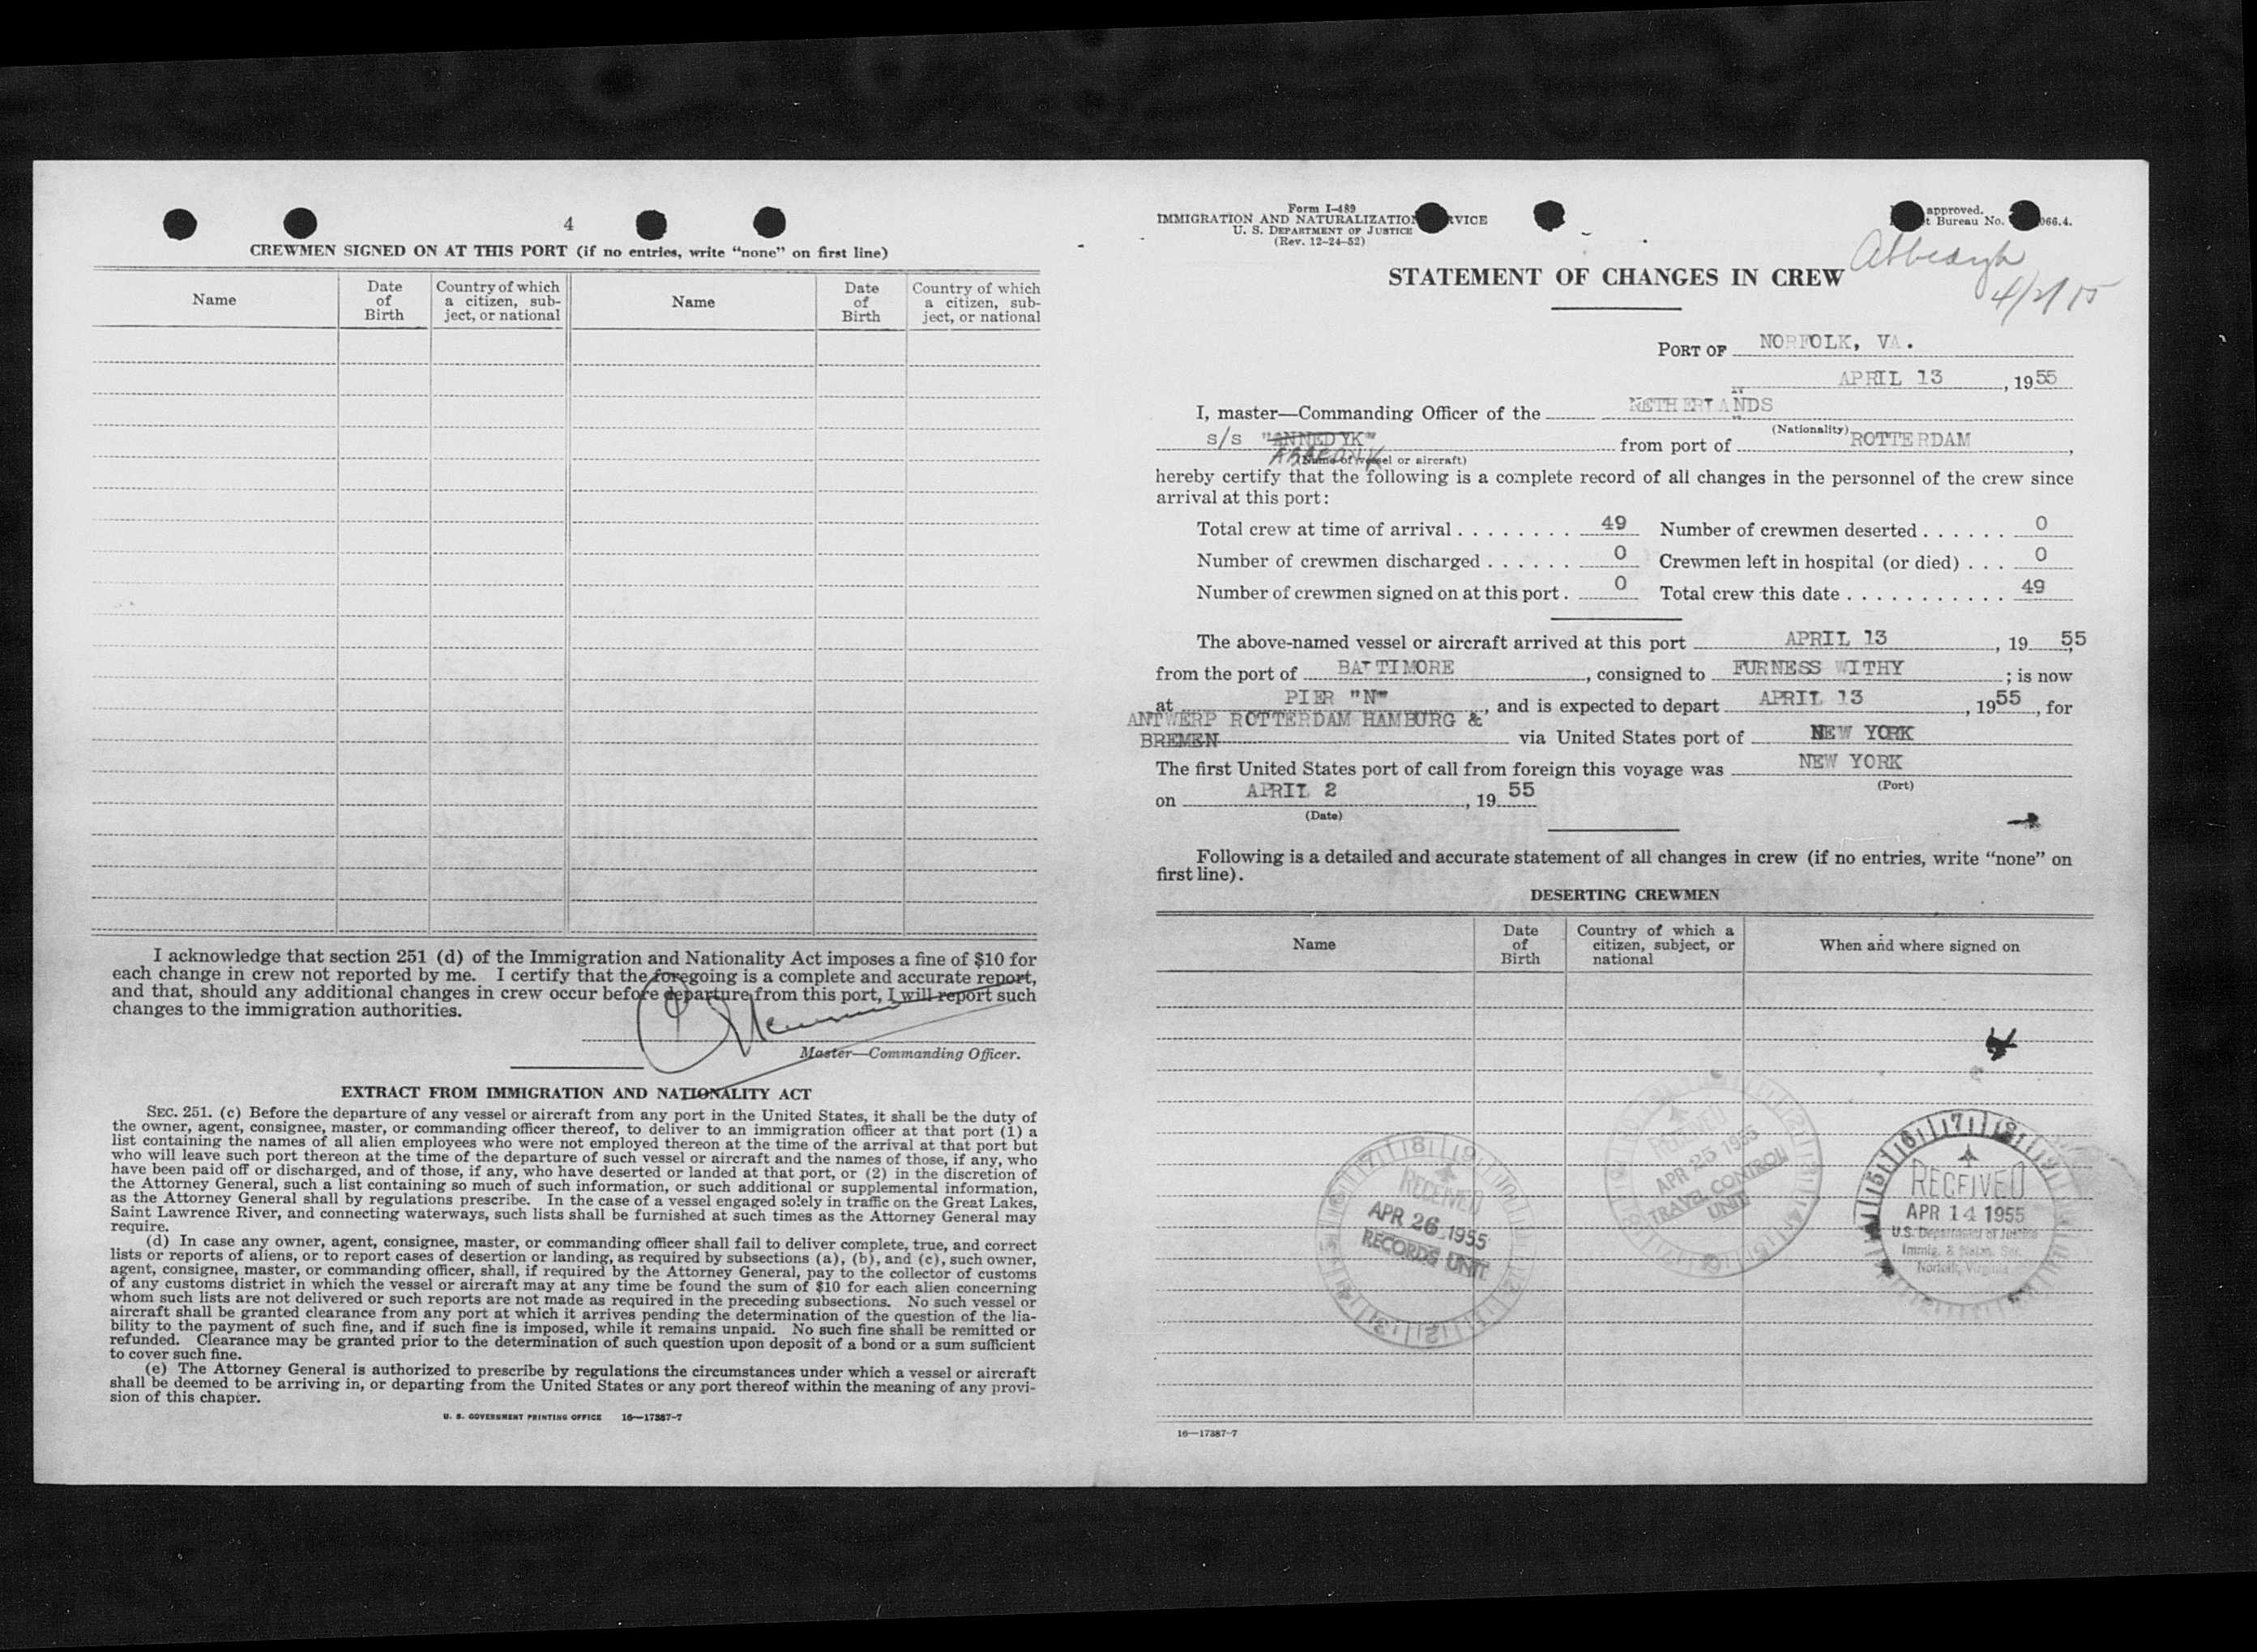 4
CREWMEN SIGNED ON AT THIS PORT (if no entries, write “none” on first line)
Name
Date of Birth
Country of which a citizen, subject, or national
Name
Date of Birth
Country of which a citizen, subject, or national
I acknowledge that section 251 (d) of the Immigration and Nationality Act imposes a fine of $10 for
each change in crew not reported by me. I certify that the foregoing is a complete and accurate report,
and that, should any additional changes in crew occur before departure from this port, I will report such
changes to the immigration authorities.
Master—Commanding Officer.
EXTRACT FROM IMMIGRATION AND NATIONALITY ACT
SEC. 251. (c) Before the departure of any vessel or aircraft from any port in the United States, it shall be the duty of
the owner, agent, consignee, master, or commanding officer thereof, to deliver to an immigration officer at that port (1) a
list containing the names of all alien employees who were not employed thereon at the time of the arrival at that port but
who will leave such port thereon at the time of the departure of such vessel or aircraft and the names of those, if any, who
have been paid off or discharged, and of those, if any, who have deserted or landed at that port, or (2) in the discretion of
the Attorney General, such a list containing so much of such information, or such additional or supplemental information,
as the Attorney General shall by regulations prescribe. In the case of a vessel engaged solely in traffic on the Great Lakes,
Saint Lawrence River, and connecting waterways, such lists shall be furnished at such times as the Attorney General may
require.
(d) In case any owner, agent, consignee, master, or commanding officer shall fail to deliver complete, true, and correct
lists or reports of aliens, or to report cases of desertion or landing, as required by subsections (a), (b), and (c), such owner,
agent, consignee, master, or commanding officer, shall, if required by the Attorney General, pay to the collector of customs
of any customs district in which the vessel or aircraft may at any time be found the sum of $10 for each alien concerning
whom such lists are not delivered or such reports are not made as required in the preceding subsections. No such vessel or
aircraft shall be granted clearance from any port at which it arrives pending the determination of the question of the lia-
bility to the payment of such fine, and if such fine is imposed, while it remains unpaid. No such fine shall be remitted or
refunded. Clearance may be granted prior to the determination of such question upon deposit of a bond or a sum sufficient
to cover such fine.
(e) The Attorney General is authorized to prescribe by regulations the circumstances under which a vessel or aircraft
shall be deemed to be arriving in, or departing from the United States or any port thereof within the meaning of any provi-
sion of this chapter.
U. S. GOVERNMENT PRINTING OFFICE 16—17387-7
Form I-489
IMMIGRATION AND NATURALIZATION RVICE
U. S. DEPARTMENT OF JUSTICE
(Rev. 12-24-52)
approved.
t Bureau No. 066.4.
STATEMENT OF CHANGES IN CREW
PORT OF NORFOLK, VA.
APRIL 13, 1955
I, master—Commanding Officer of the NETHERLANDS
(Nationality)
s/s "ANNEDYK" from port of ROTTERDAM,
(Name of vessel or aircraft)
hereby certify that the following is a complete record of all changes in the personnel of the crew since
arrival at this port:
Total crew at time of arrival . . . . . . . . 49 Number of crewmen deserted . . . . . . 0
Number of crewmen discharged . . . . . . 0 Crewmen left in hospital (or died) . . . 0
Number of crewmen signed on at this port . 0 Total crew this date . . . . . . . . . . . 49
The above-named vessel or aircraft arrived at this port APRIL 13, 19 55
from the port of BALTIMORE, consigned to FURNESS WITHY; is now
at PIER "N", and is expected to depart APRIL 13, 1955, for
ANTWERP ROTTERDAM HAMBURG &
BREMEN via United States port of NEW YORK
The first United States port of call from foreign this voyage was NEW YORK
(Port)
on APRIL 2, 19 55
(Date)
Following is a detailed and accurate statement of all changes in crew (if no entries, write “none” on
first line).
DESERTING CREWMEN
Name
Date of Birth
Country of which a citizen, subject, or national
When and where signed on
RECEIVED
APR 26 1955
RECORDS UNIT
RECEIVED
APR 25 1955
TRAVEL CONTROL
UNIT
RECEIVED
APR 14 1955
U.S. Department of Justice
Immig. & Natzn. Ser.
Norfolk, Virginia
16—17387-7